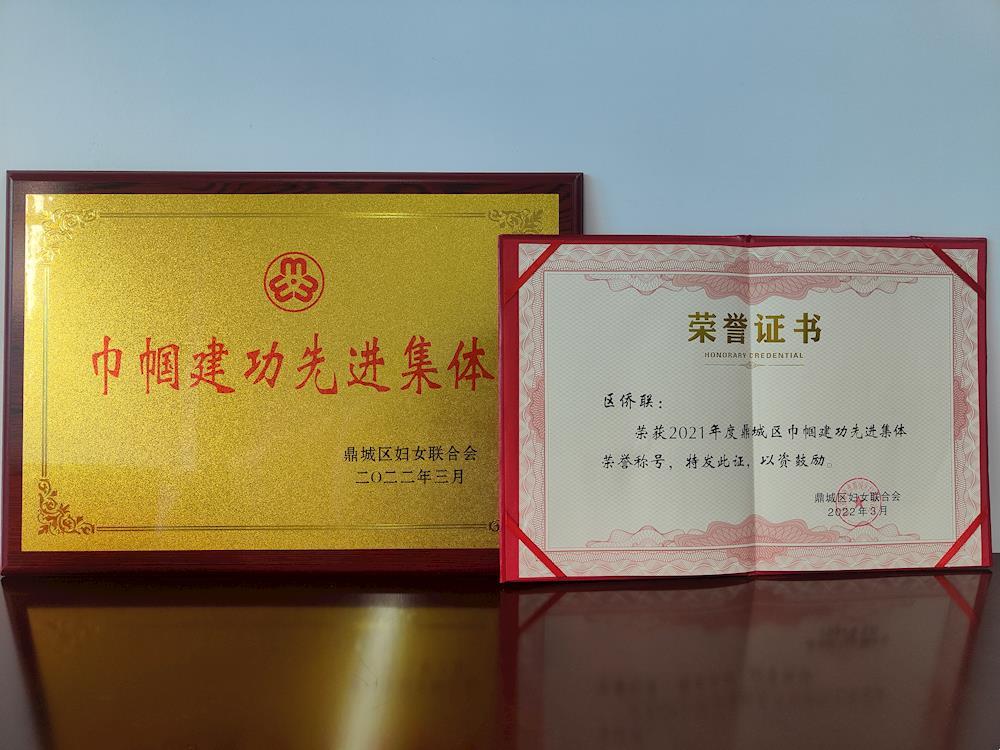 巾帼建功先进集体
鼎城区妇女联合会
二〇二二年三月
荣誉证书
HONORARY CREDENTIAL
区侨联：
荣获2021年度鼎城区巾帼建功先进集体
荣誉称号，特发此证，以资鼓励。
鼎城区妇女联合会
2022年3月